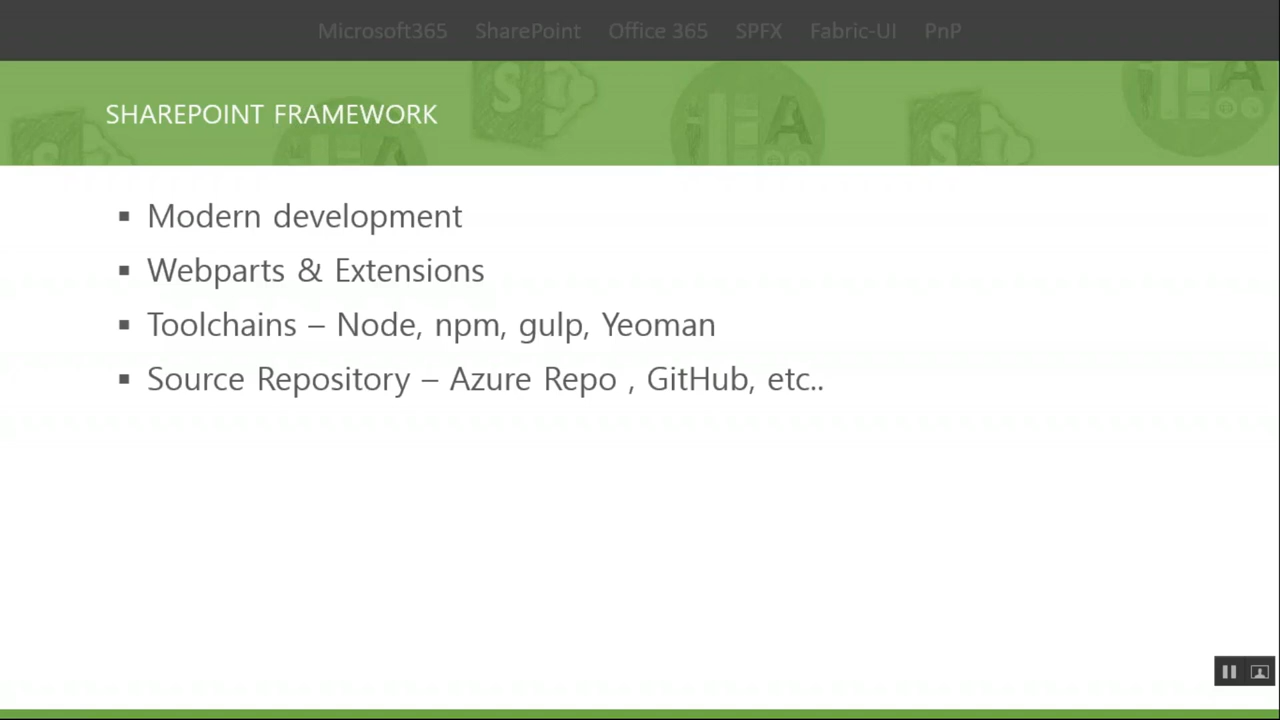 Microsoft365 SharePoint Office 365 SPFX Fabric-UI PnP
SHAREPOINT FRAMEWORK
▪ Modern development
▪ Webparts & Extensions
▪ Toolchains – Node, npm, gulp, Yeoman
▪ Source Repository – Azure Repo , GitHub, etc..